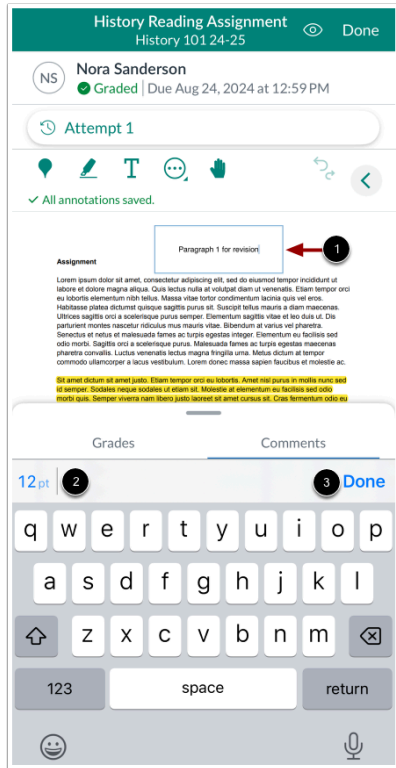 History Reading Assignment
History 101 24-25
Done
NS
Nora Sanderson
Graded | Due Aug 24, 2024 at 12:59 PM
Attempt 1
T
All annotations saved.
Paragraph 1 for revision
1
Assignment
Lorem ipsum dolor sit amet, consectetur adipiscing elit, sed do eiusmod tempor incididunt ut
labore et dolore magna aliqua. Quis lectus nulla at volutpat diam ut venenatis. Etiam tempor orci
eu lobortis elementum nibh tellus. Massa vitae tortor condimentum lacinia quis vel eros.
Habitasse platea dictumst quisque sagittis purus sit. Suscipit tellus mauris a diam maecenas.
Ultrices sagittis orci a scelerisque purus semper. Elementum sagittis vitae et leo duis ut. Dis
parturient montes nascetur ridiculus mus mauris vitae. Bibendum at varius vel pharetra.
Senectus et netus et malesuada fames ac turpis egestas integer. Elementum eu facilisis sed
odio morbi. Sagittis orci a scelerisque purus. Malesuada fames ac turpis egestas maecenas
pharetra convallis. Luctus venenatis lectus magna fringilla urna. Metus dictum at tempor
commodo ullamcorper a lacus vestibulum. Lorem donec massa sapien faucibus et molestie ac.
Sit amet dictum sit amet justo. Etiam tempor orci eu lobortis. Amet nisl purus in mollis nunc sed
id semper. Sodales neque sodales ut etiam sit. Molestie at elementum eu facilisis sed odio
morbi quis. Semper viverra nam libero justo laoreet sit amet cursus sit. Cras fermentum odio eu
Grades
Comments
12pt
2
3
Done
q w e r t y u i o p
a s d f g h j k l
z x c v b n m
123 space return